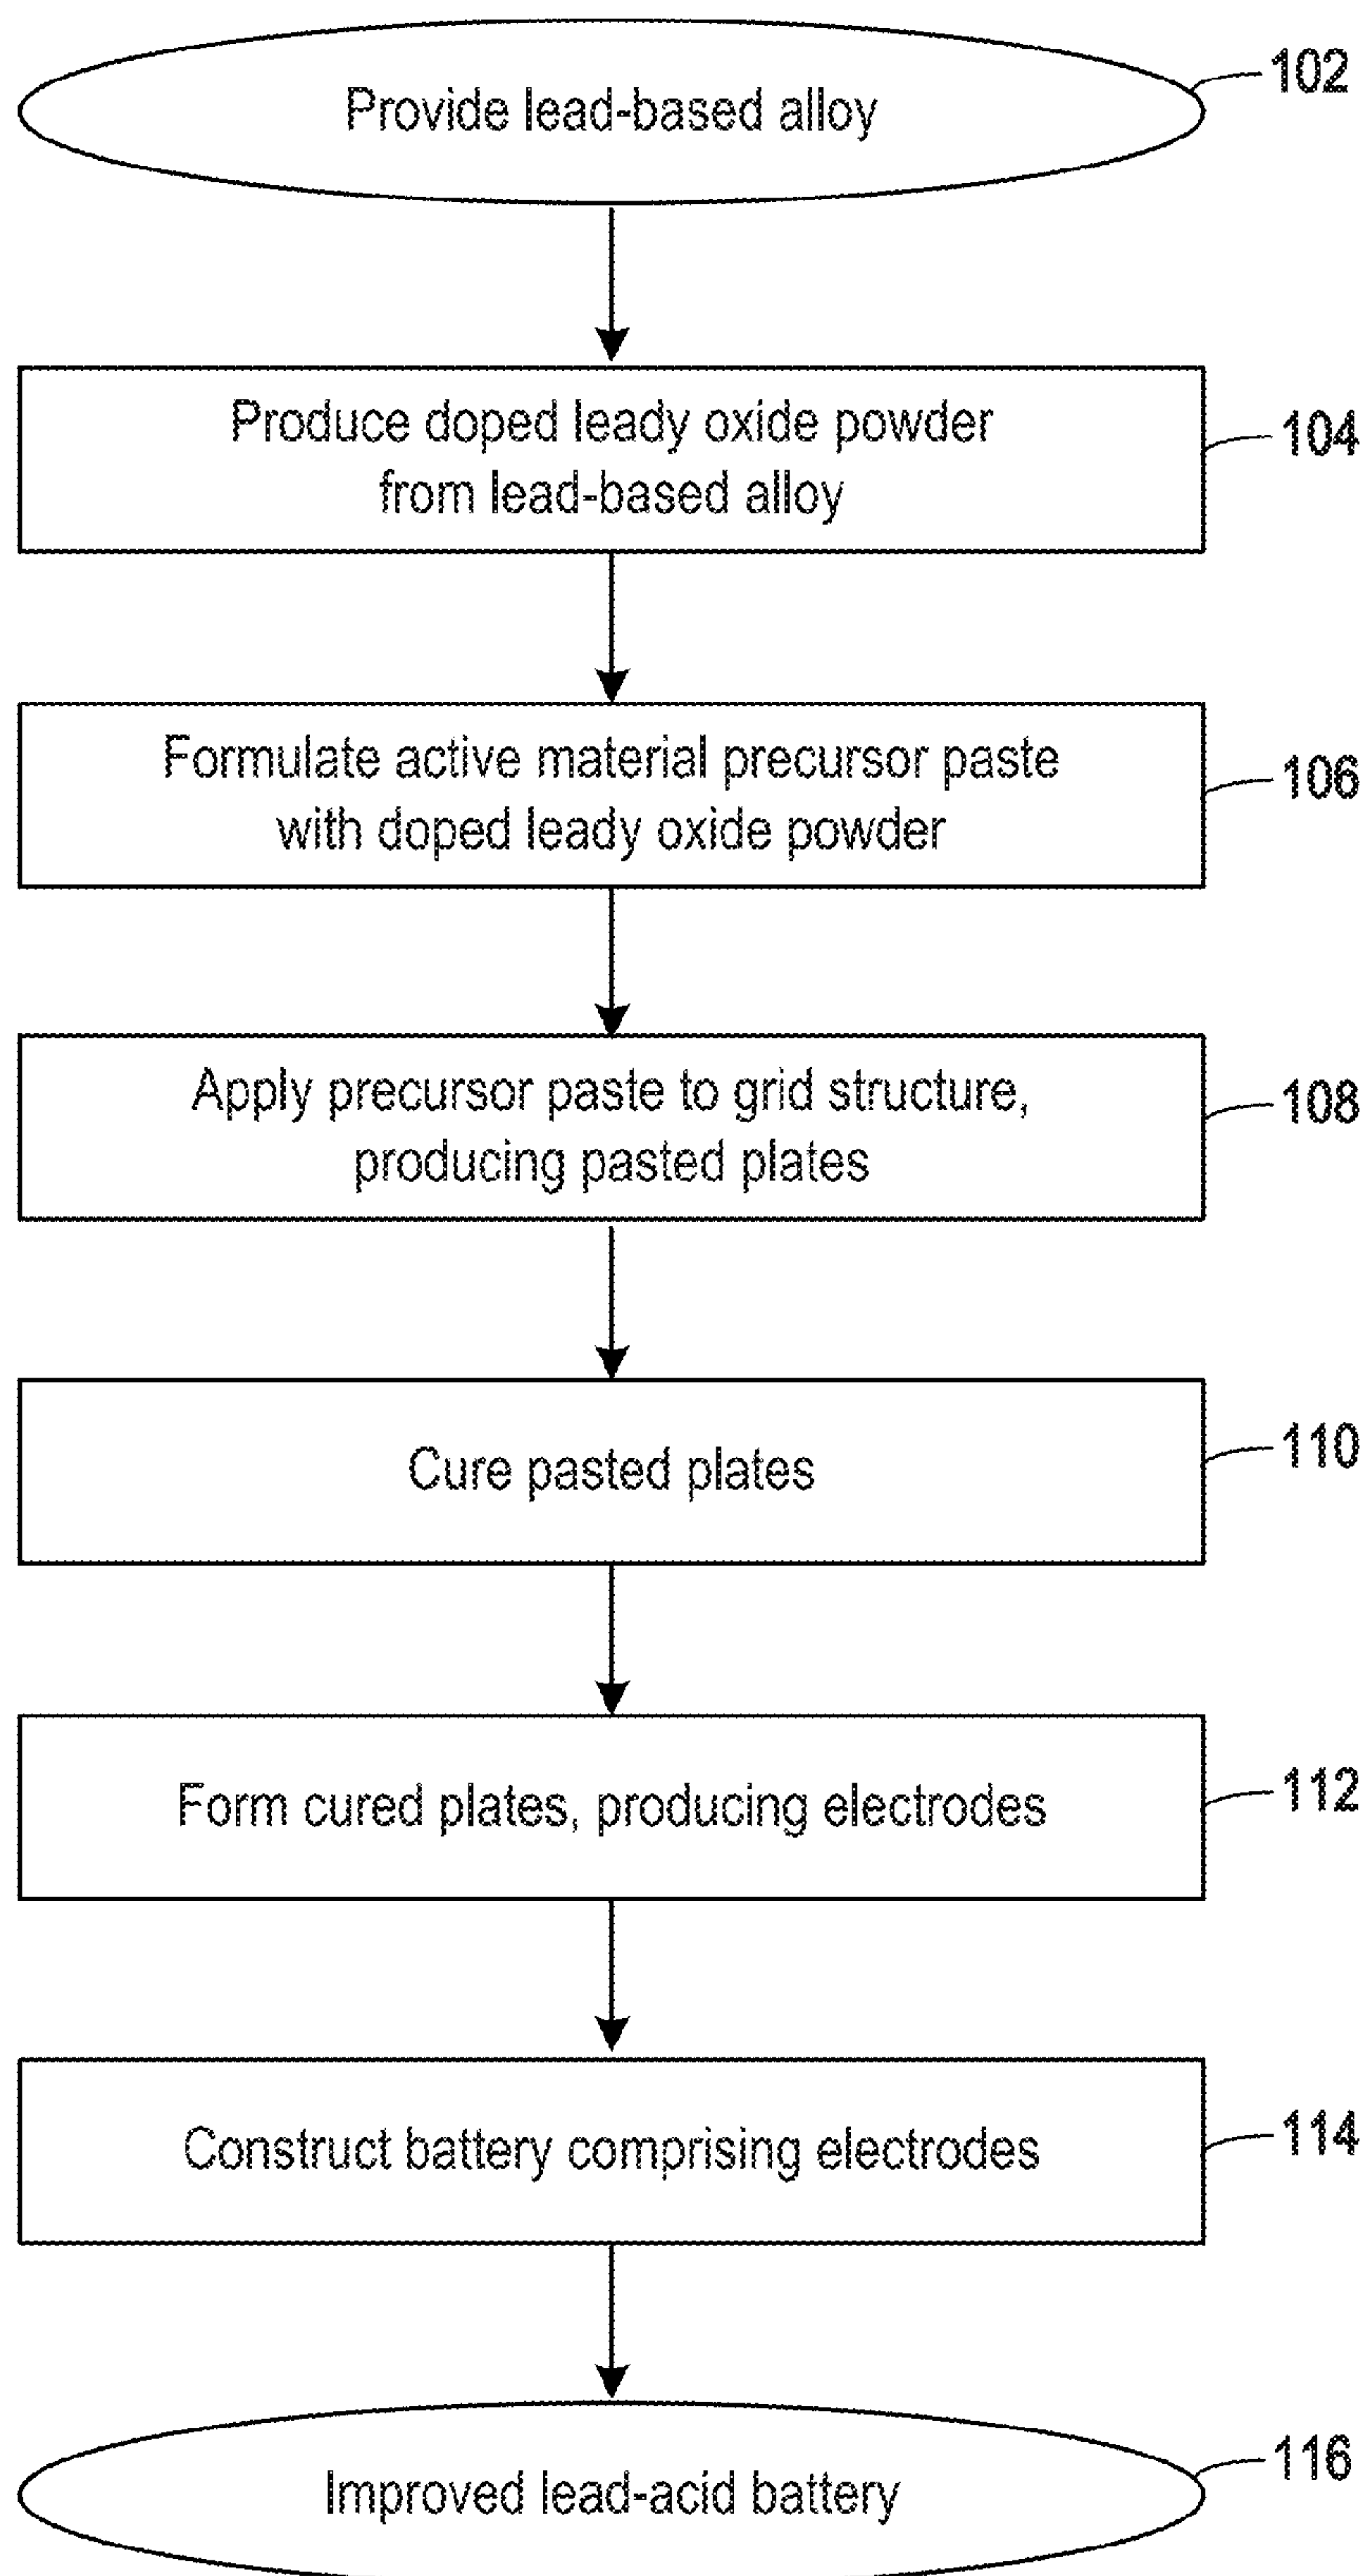 Provide lead-based alloy
102
Produce doped leady oxide powder
from lead-based alloy
104
Formulate active material precursor paste
with doped leady oxide powder
106
Apply precursor paste to grid structure,
producing pasted plates
108
Cure pasted plates
110
Form cured plates, producing electrodes
112
Construct battery comprising electrodes
114
Improved lead-acid battery
116